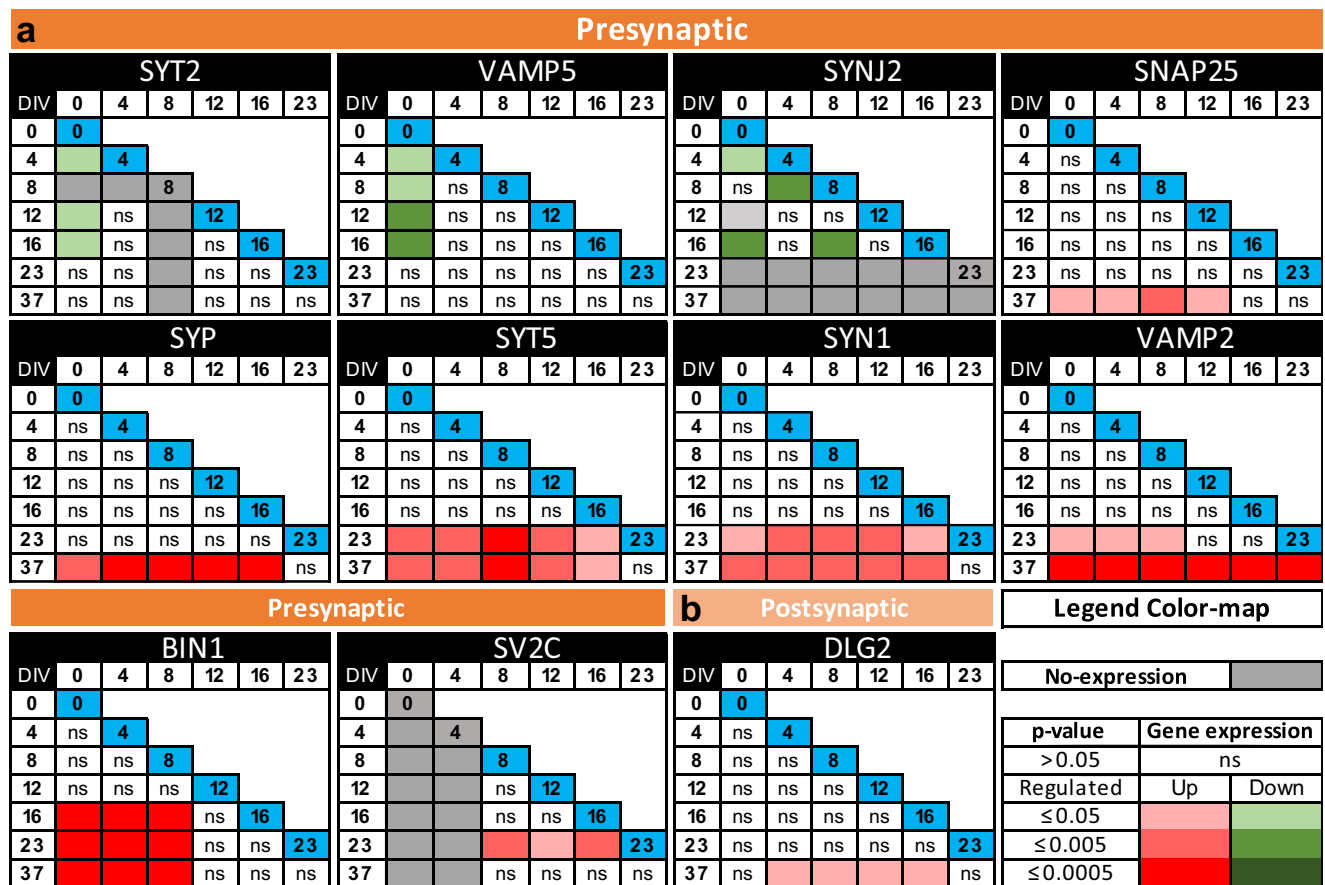 a Presynaptic
SYT2 VAMP5 SYNJ2 SNAP25
DIV 0 4 8 12 16 23 DIV 0 4 8 12 16 23 DIV 0 4 8 12 16 23 DIV 0 4 8 12 16 23
0 0 0 0 0 0 0 0
4 4 4 4 4 4 4 ns 4
8 8 8 ns 8 8 ns 8 8 ns ns 8
12 ns 12 12 ns ns 12 12 ns ns 12 12 ns ns ns 12
16 ns ns 16 16 ns ns ns 16 16 ns ns 16 16 ns ns ns ns 16
23 ns ns ns ns 23 23 ns ns ns ns ns 23 23 23 23 ns ns ns ns ns 23
37 ns ns ns ns ns 37 ns ns ns ns ns ns 37 37 ns ns
SYP SYT5 SYN1 VAMP2
DIV 0 4 8 12 16 23 DIV 0 4 8 12 16 23 DIV 0 4 8 12 16 23 DIV 0 4 8 12 16 23
0 0 0 0 0 0 0 0
4 ns 4 4 ns 4 4 ns 4 4 ns 4
8 ns ns 8 8 ns ns 8 8 ns ns 8 8 ns ns 8
12 ns ns ns 12 12 ns ns ns 12 12 ns ns ns 12 12 ns ns ns 12
16 ns ns ns ns 16 16 ns ns ns ns 16 16 ns ns ns ns 16 16 ns ns ns ns 16
23 ns ns ns ns ns 23 23 23 23 23 23 ns ns 23
37 ns 37 ns 37 ns 37
Presynaptic b Postsynaptic Legend Color-map
BIN1 SV2C DLG2
DIV 0 4 8 12 16 23 DIV 0 4 8 12 16 23 DIV 0 4 8 12 16 23 No-expression
0 0 0 0 0 0
4 ns 4 4 4 4 ns 4 p-value Gene expression
8 ns ns 8 8 8 8 ns ns 8 >0.05 ns
12 ns ns ns 12 12 ns 12 12 ns ns ns 12 Regulated Up Down
16 ns 16 16 ns ns 16 16 ns ns ns ns 16 ≤0.05
23 ns ns 23 23 23 23 ns ns ns ns ns 23 ≤0.005
37 ns ns ns 37 ns ns ns ns 37 ns ns ≤0.0005